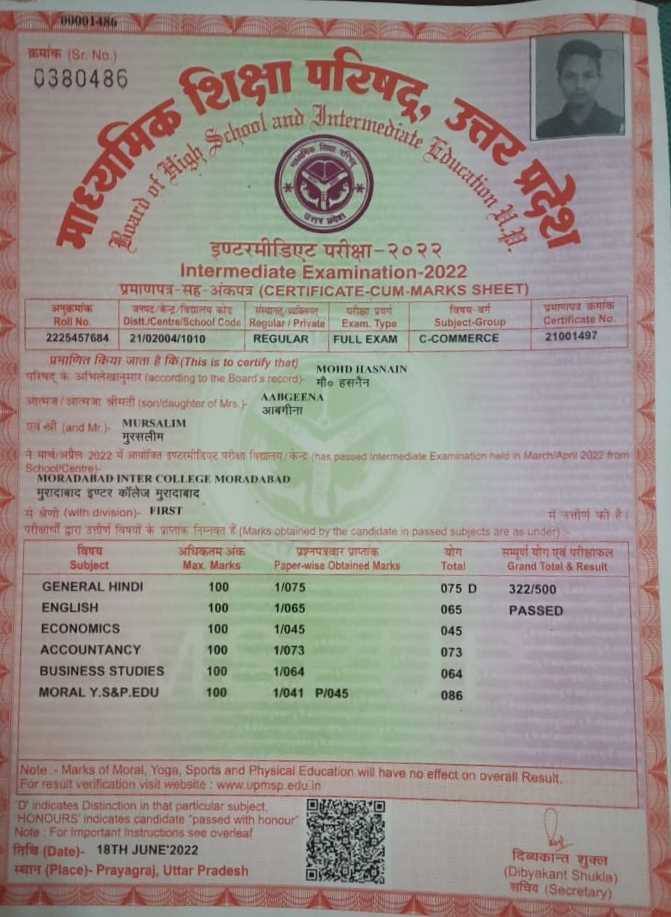 00001486
क्रमांक (Sr. No.)
0380486
माध्यमिक शिक्षा परिषद्, उत्तर प्रदेश
Board of High School and Intermediate Education U.P.
माध्यमिक शिक्षा परिषद्
उत्तर प्रदेश
इण्टरमीडिएट परीक्षा-२०२२
Intermediate Examination-2022
प्रमाणपत्र-सह-अंकपत्र (CERTIFICATE-CUM-MARKS SHEET)
अनुक्रमांक जनपद/केन्द्र/विद्यालय कोड संस्थागत/व्यक्तिगत परीक्षा प्रवर्ग विषय-वर्ग प्रमाणपत्र क्रमांक
Roll No. Distt./Centre/School Code Regular / Private Exam. Type Subject-Group Certificate No.
2225457684 21/02004/1010 REGULAR FULL EXAM C-COMMERCE 21001497
प्रमाणित किया जाता है कि (This is to certify that)
परिषद् के अभिलेखानुसार (according to the Board's record)- MOHD HASNAIN
मौ० हसनैन
आत्मज/आत्मजा श्रीमती (son/daughter of Mrs.)- AABGEENA
आबगीना
एवं श्री (and Mr.)- MURSALIM
मुरसलीम
ने मार्च/अप्रैल 2022 में आयोजित इण्टरमीडिएट परीक्षा विद्यालय/केन्द्र (has passed Intermediate Examination held in March/April 2022 from
School/Centre)-
MORADABAD INTER COLLEGE MORADABAD
मुरादाबाद इण्टर कॉलेज मुरादाबाद
से श्रेणी (with division)- FIRST में उत्तीर्ण की है।
परीक्षार्थी द्वारा उत्तीर्ण विषयों के प्राप्तांक निम्नवत हैं (Marks obtained by the candidate in passed subjects are as under) :-
विषय अधिकतम अंक प्रश्नपत्रवार प्राप्तांक योग सम्पूर्ण योग एवं परीक्षाफल
Subject Max. Marks Paper-wise Obtained Marks Total Grand Total & Result
GENERAL HINDI 100 1/075 075 D 322/500
ENGLISH 100 1/065 065 PASSED
ECONOMICS 100 1/045 045
ACCOUNTANCY 100 1/073 073
BUSINESS STUDIES 100 1/064 064
MORAL Y.S&P.EDU 100 1/041 P/045 086
Note :- Marks of Moral, Yoga, Sports and Physical Education will have no effect on overall Result.
For result verification visit website : www.upmsp.edu.in
'D' indicates Distinction in that particular subject,
'HONOURS' indicates candidate "passed with honour"
Note : For Important Instructions see overleaf
तिथि (Date)- 18TH JUNE'2022
स्थान (Place)- Prayagraj, Uttar Pradesh
दिब्यकान्त शुक्ल
(Dibyakant Shukla)
सचिव (Secretary)